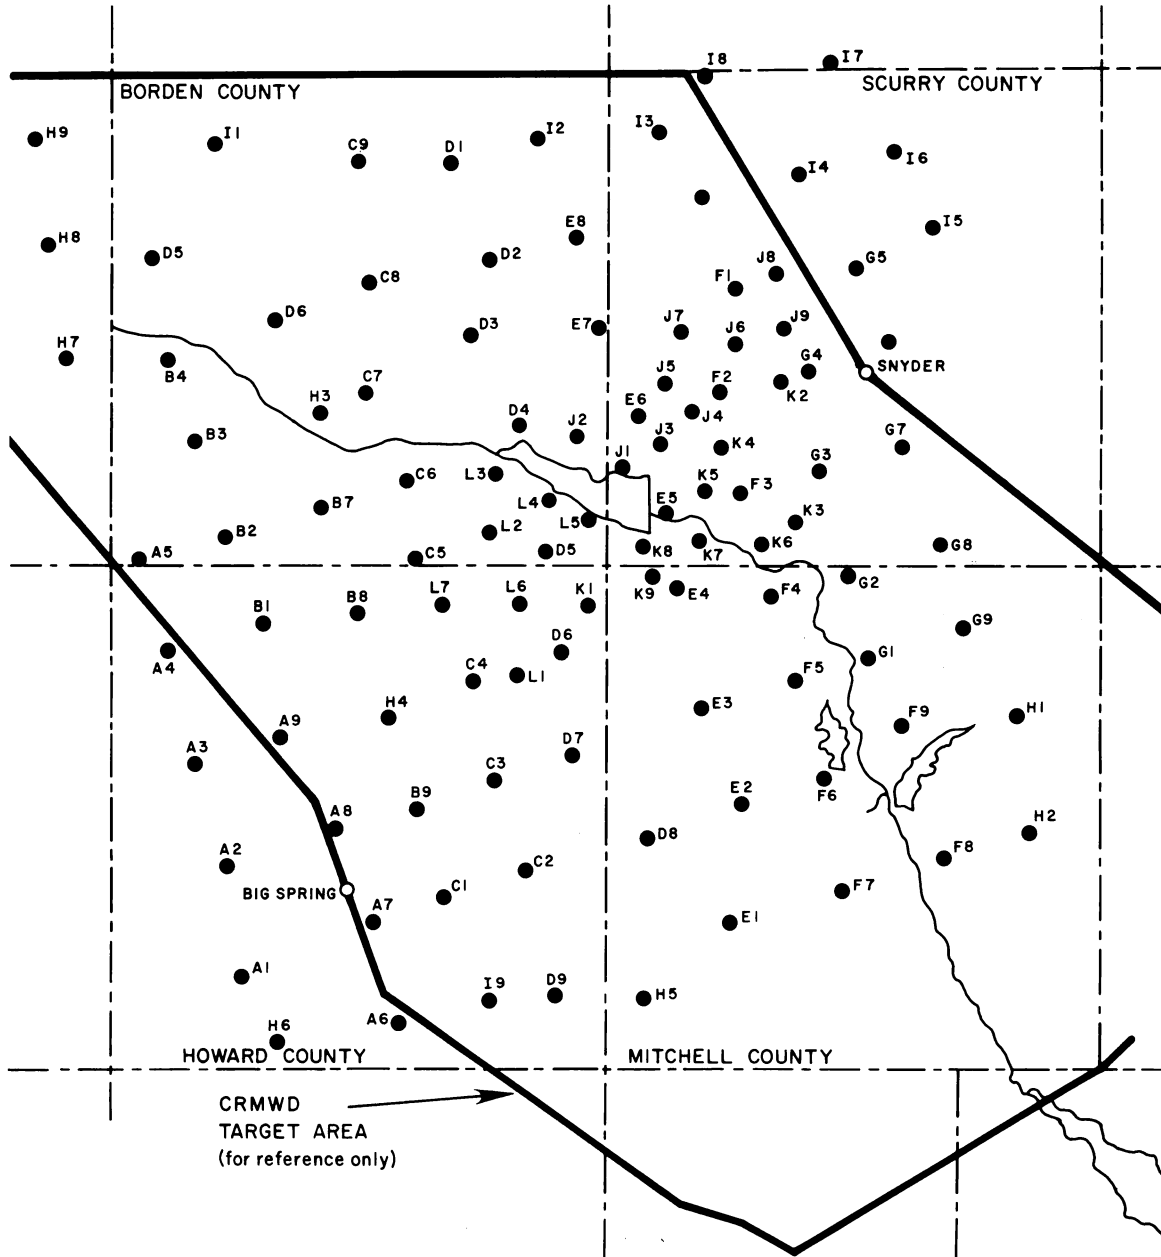 I8
I7
BORDEN COUNTY
SCURRY COUNTY
H9
I1
C9
D1
I2
I3
I4
I6
H8
D5
E8
D2
I5
C8
J8
G5
F1
D6
D3
E7
J7
J6
J9
H7
B4
C7
J5
F2
G4
K2
SNYDER
H3
D4
J2
E6
J4
B3
J3
K4
G7
C6
L3
J1
G3
B7
L4
K5
F3
E5
B2
L2
L5
K3
A5
C5
D5
K8
K7
K6
G8
B1
B8
L7
L6
K1
K9
E4
F4
G2
G9
A4
D6
C4
L1
F5
G1
H4
E3
F9
H1
A9
A3
D7
C3
E2
F6
B9
A8
D8
H2
A2
C2
F8
BIG SPRING
C1
F7
A7
E1
A1
I9
D9
H5
H6
A6
HOWARD COUNTY
MITCHELL COUNTY
CRMWD
TARGET AREA
(for reference only)